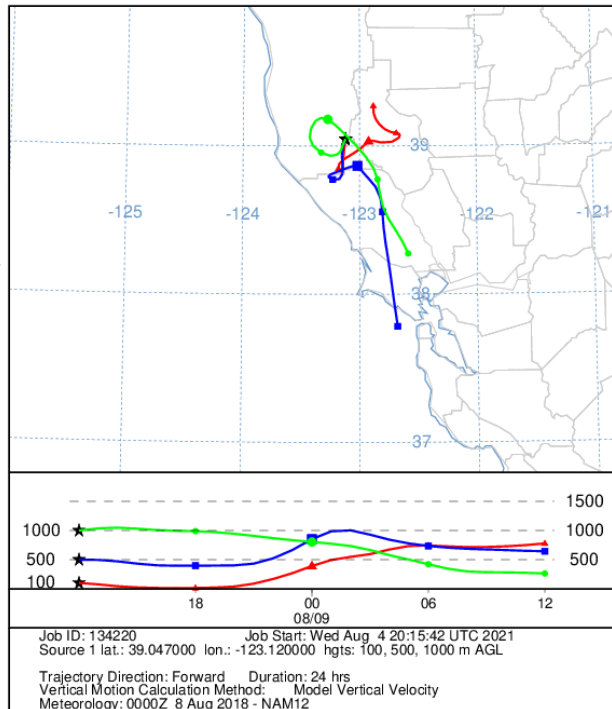 39
-125
-124
-123
-122
-121
38
37
1500
1000 1000
500 500
100
18 00 06 12
08/09
Job ID: 134220 Job Start: Wed Aug 4 20:15:42 UTC 2021
Source 1 lat.: 39.047000 lon.: -123.120000 hgts: 100, 500, 1000 m AGL
Trajectory Direction: Forward Duration: 24 hrs
Vertical Motion Calculation Method: Model Vertical Velocity
Meteorology: 0000Z 8 Aug 2018 - NAM12